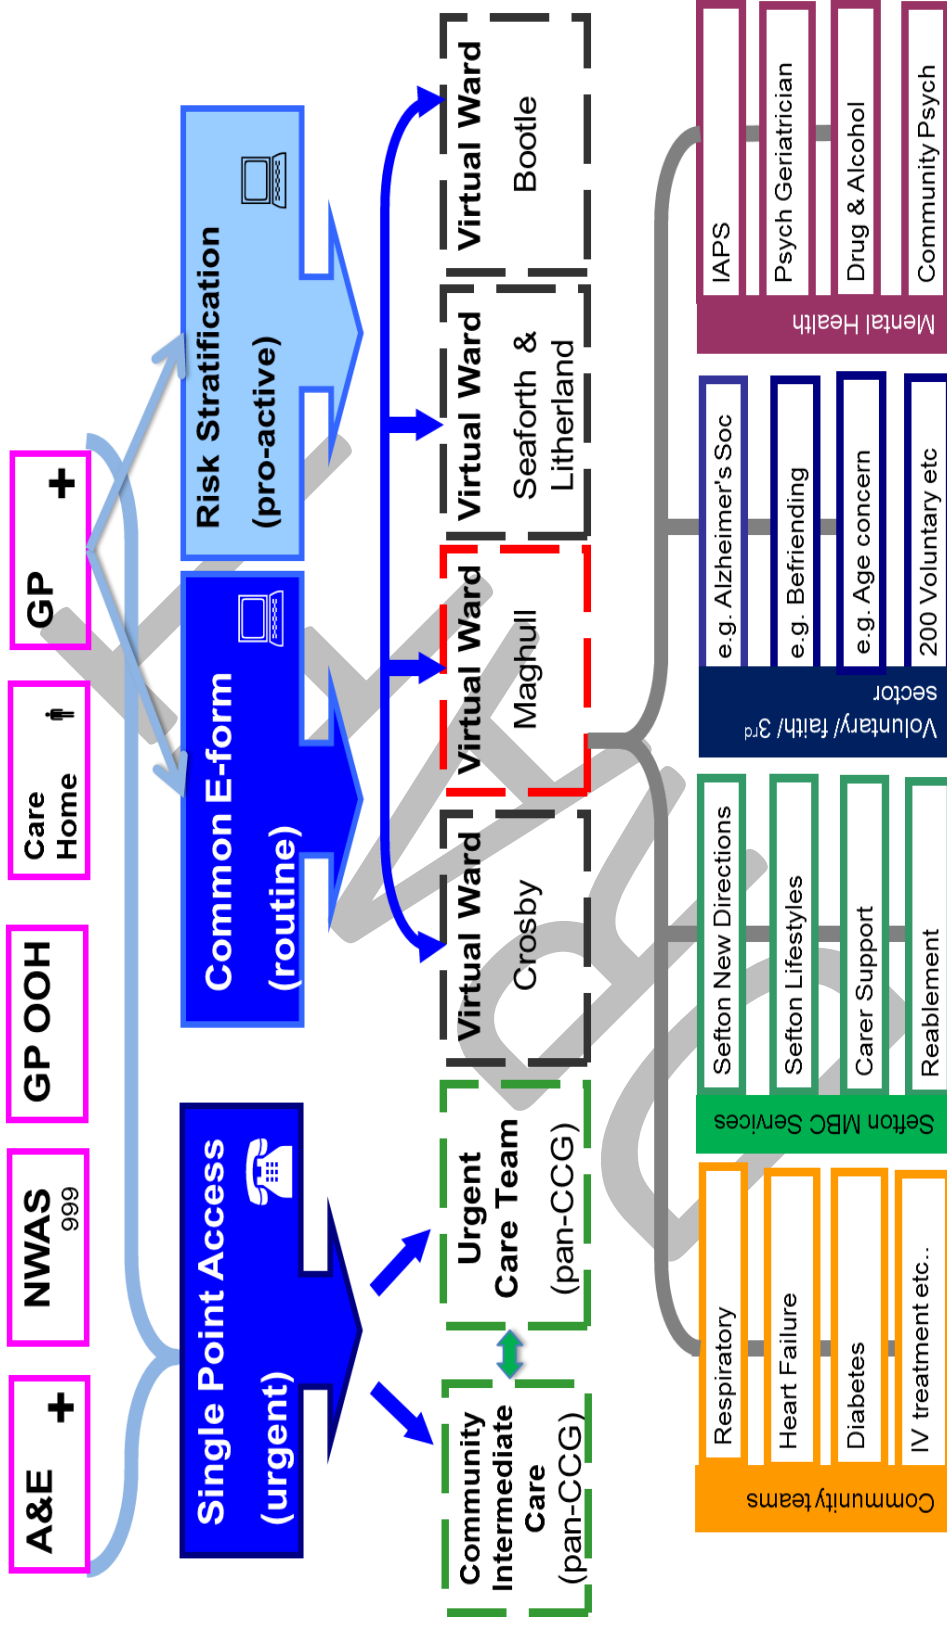 A&E
NWAS
999
GP OOH
Care
Home
GP
Single Point Access
(urgent)
Common E-form
(routine)
Risk Stratification
(pro-active)
Community
Intermediate
Care
(pan-CCG)
Urgent
Care Team
(pan-CCG)
Virtual Ward
Crosby
Virtual Ward
Maghull
Virtual Ward
Seaforth &
Litherland
Virtual Ward
Bootle
Community teams
Respiratory
Heart Failure
Diabetes
IV treatment etc..
Sefton MBC Services
Sefton New Directions
Sefton Lifestyles
Carer Support
Reablement
Voluntary/ faith/ 3rd
sector
e.g. Alzheimer's Soc
e.g. Befriending
e.g. Age concern
200 Voluntary etc
Mental Health
IAPS
Psych Geriatrician
Drug & Alcohol
Community Psych
DRAFT